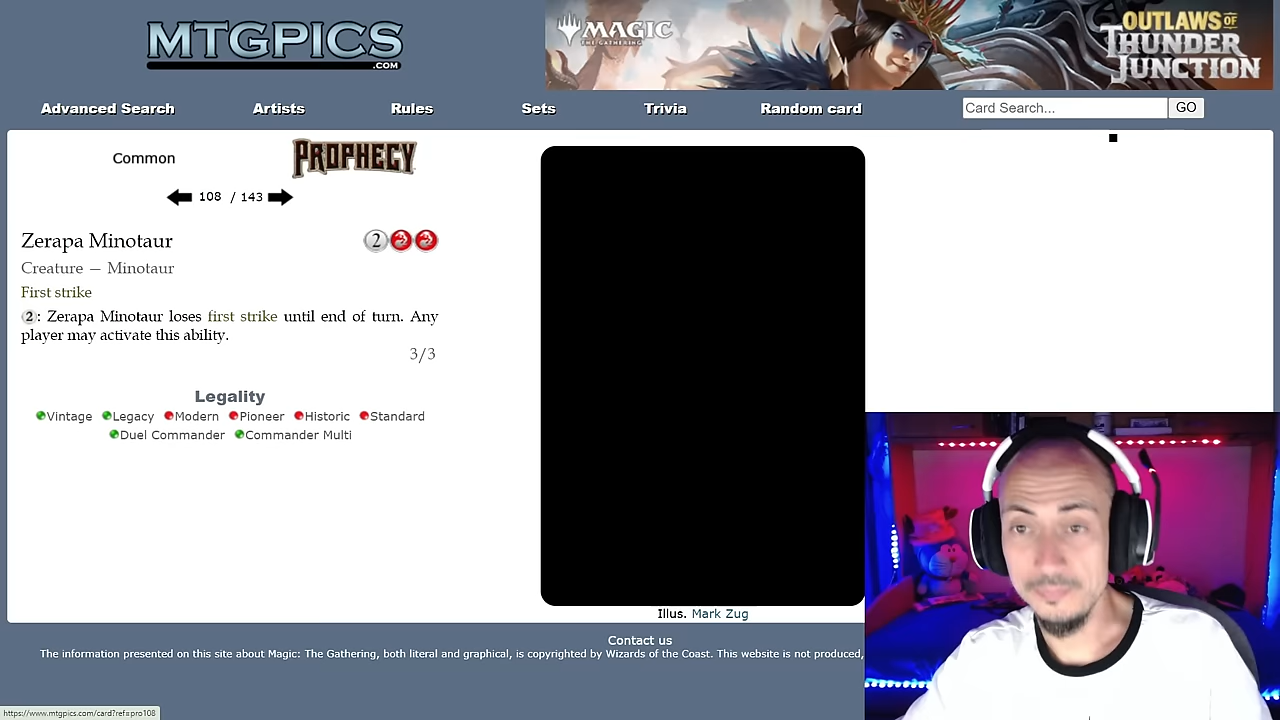 MTGPICS
.COM
MAGIC
THE GATHERING
OUTLAWS OF
THUNDER
JUNCTION
Advanced Search
Artists
Rules
Sets
Trivia
Random card
Card Search...
GO
Common
PROPHECY
108 / 143
Zerapa Minotaur
2
Creature — Minotaur
First strike
2: Zerapa Minotaur loses first strike until end of turn. Any
player may activate this ability.
3/3
Legality
Vintage Legacy Modern Pioneer Historic Standard
Duel Commander Commander Multi
Illus. Mark Zug
Contact us
The information presented on this site about Magic: The Gathering, both literal and graphical, is copyrighted by Wizards of the Coast. This website is not produced,
https://www.mtgpics.com/card?ref=pro108